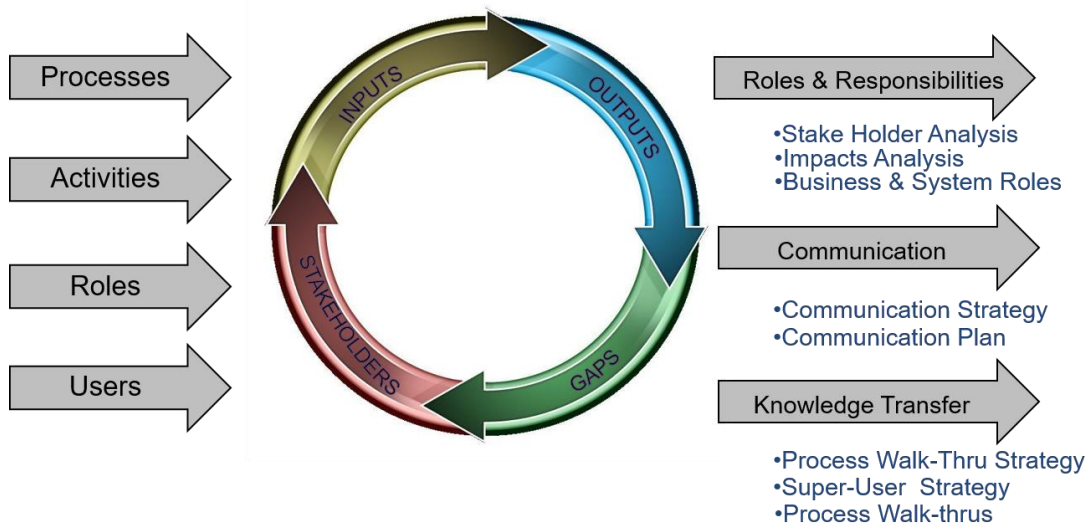 Processes
Activities
Roles
Users
INPUTS
OUTPUTS
GAPS
STAKEHOLDERS
Roles & Responsibilities
•Stake Holder Analysis
•Impacts Analysis
•Business & System Roles
Communication
•Communication Strategy
•Communication Plan
Knowledge Transfer
•Process Walk-Thru Strategy
•Super-User  Strategy
•Process Walk-thrus